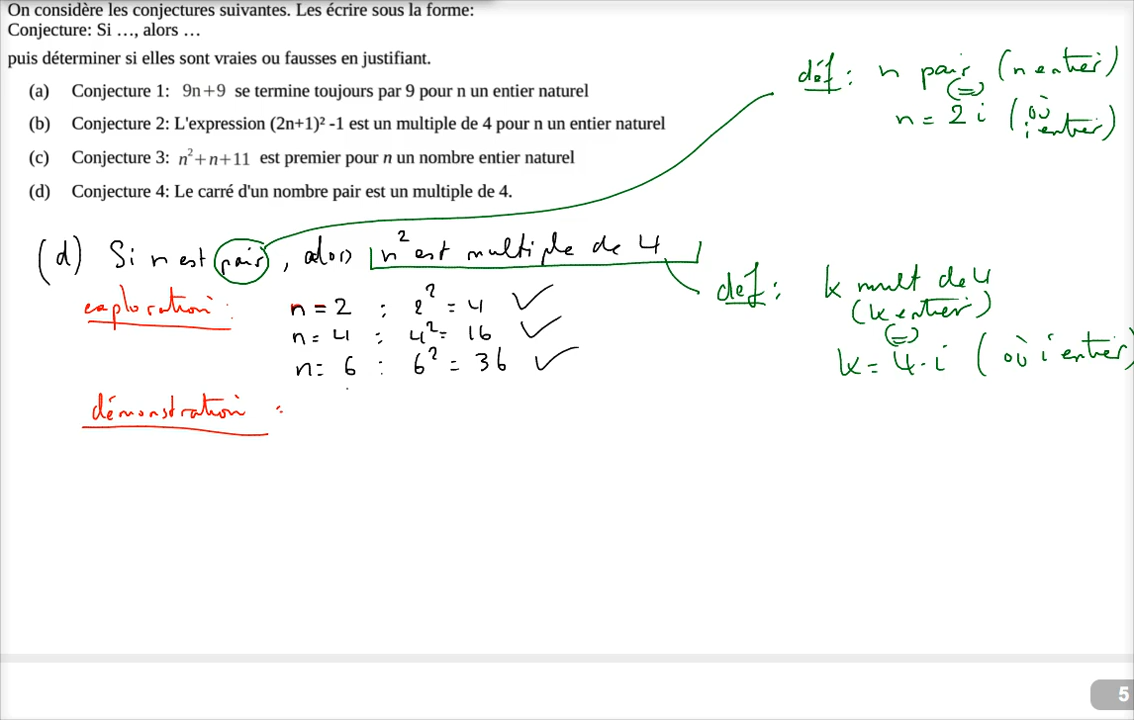 On considère les conjectures suivantes. Les écrire sous la forme:
Conjecture: Si …, alors …
puis déterminer si elles sont vraies ou fausses en justifiant.
(a) Conjecture 1: 9n+9 se termine toujours par 9 pour n un entier naturel
(b) Conjecture 2: L'expression (2n+1)² -1 est un multiple de 4 pour n un entier naturel
(c) Conjecture 3: n²+n+11 est premier pour n un nombre entier naturel
(d) Conjecture 4: Le carré d'un nombre pair est un multiple de 4.
déf : n pair (n entier)
(=)
n = 2i (où i entier)
(d) Si n est pair, alors n² est multiple de 4
déf : k mult de 4
(k entier)
(=)
k = 4·i (où i entier)
exploration :
n = 2 : 2² = 4 ✓
n = 4 : 4² = 16 ✓
n = 6 : 6² = 36 ✓
démonstration :
5